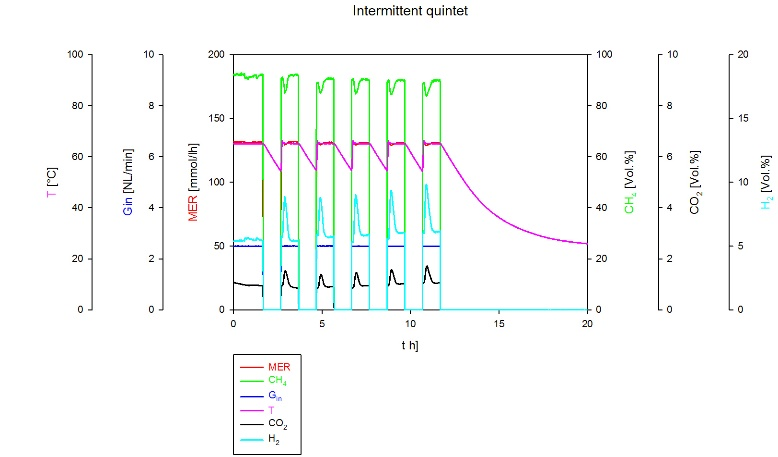 Intermittent quintet
100 10 200 100 10 20
80 8 150 80 8 15
60 6 60 6
100 10
40 4 40 4
50 5
20 2 20 2
0 0 0 0 0 0
T [°C]
Gin [NL/min]
MER [mmol/lh]
CH4 [Vol.%]
CO2 [Vol.%]
H2 [Vol.%]
0 5 10 15 20
t h]
MER
CH4
Gin
T
CO2
H2